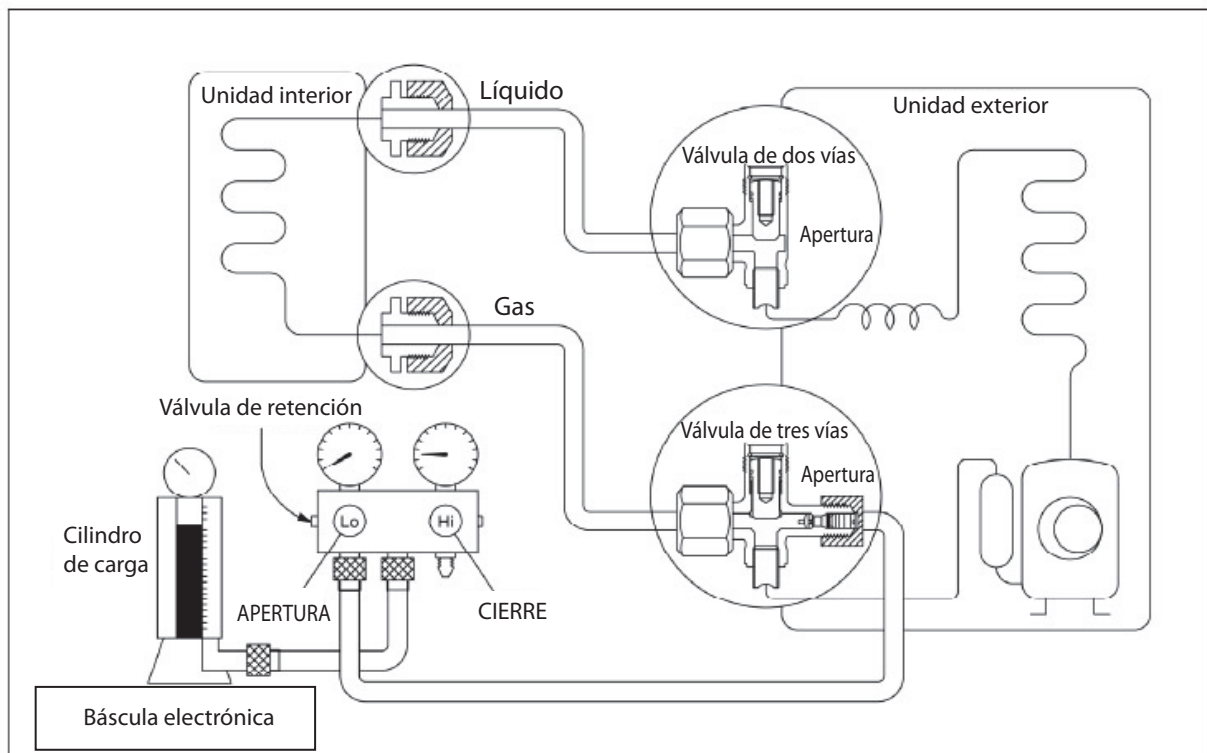 Unidad interior
Líquido
Unidad exterior
Válvula de dos vías
Apertura
Gas
Válvula de retención
Válvula de tres vías
Apertura
Cilindro
de carga
Lo
Hi
APERTURA
CIERRE
Báscula electrónica